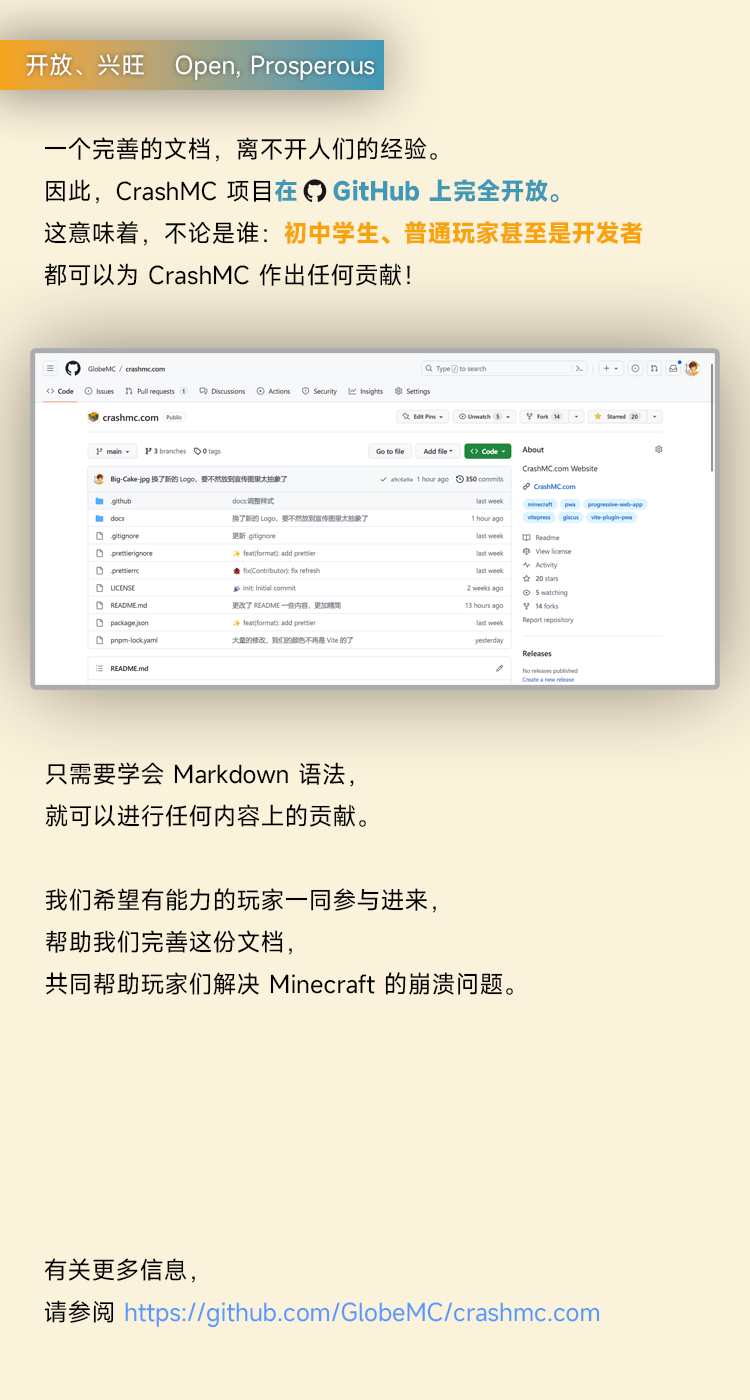 开放、兴旺 Open, Prosperous
一个完善的文档，离不开人们的经验。
因此，CrashMC 项目在 GitHub 上完全开放。
这意味着，不论是谁：初中学生、普通玩家甚至是开发者
都可以为 CrashMC 作出任何贡献！
GlobeMC / crashmc.com
Type / to search
Code Issues Pull requests 1 Discussions Actions Security Insights Settings
crashmc.com Public
Edit Pins Unwatch 5 Fork 14 Starred 20
main 3 branches 0 tags
Go to file Add file Code
About
CrashMC.com Website
CrashMC.com
minecraft pwa progressive-web-app
vitepress giscus vite-plugin-pwa
Readme
View license
Activity
20 stars
5 watching
14 forks
Report repository
Releases
No releases published
Create a new release
Big-Cake-jpg 换了新的 Logo，要不然放到宣传图里太抽象了 a9c6a9a 1 hour ago 350 commits
.github docs:调整样式 last week
docs 换了新的 Logo，要不然放到宣传图里太抽象了 1 hour ago
.gitignore 更新 .gitignore last week
.prettierignore ✨ feat(format): add prettier last week
.prettierrc 🐞 fix(Contributor): fix refresh last week
LICENSE 🎉 init: Initial commit 2 weeks ago
README.md 更改了 README 一些内容，更加精简 13 hours ago
package.json ✨ feat(format): add prettier last week
pnpm-lock.yaml 大量的修改，我们的颜色不再是 Vite 的了 yesterday
README.md
只需要学会 Markdown 语法，
就可以进行任何内容上的贡献。
我们希望有能力的玩家一同参与进来，
帮助我们完善这份文档，
共同帮助玩家们解决 Minecraft 的崩溃问题。
有关更多信息，
请参阅 https://github.com/GlobeMC/crashmc.com